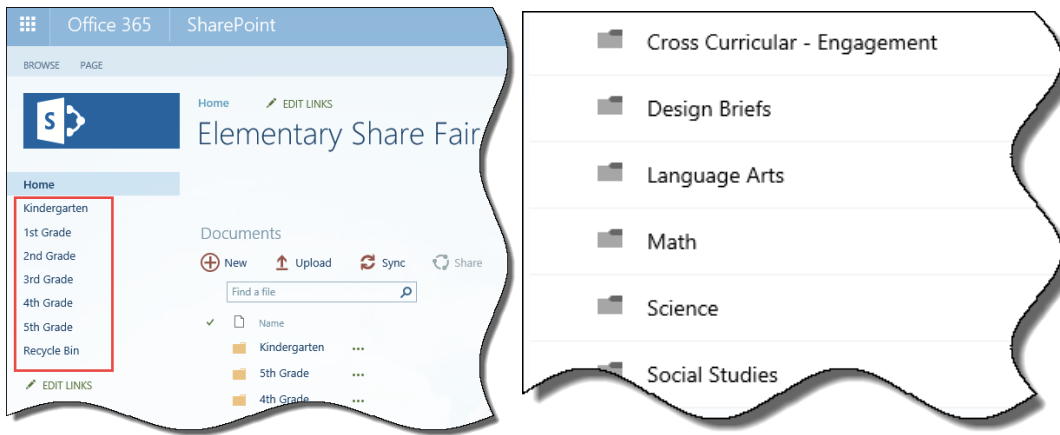 Office 365 SharePoint
BROWSE PAGE
S
Home EDIT LINKS
Elementary Share Fair
Home
Kindergarten
1st Grade
2nd Grade
3rd Grade
4th Grade
5th Grade
Recycle Bin
EDIT LINKS
Documents
New Upload Sync Share
Find a file
Name
Kindergarten ...
5th Grade ...
4th Grade ...
Cross Curricular - Engagement
Design Briefs
Language Arts
Math
Science
Social Studies